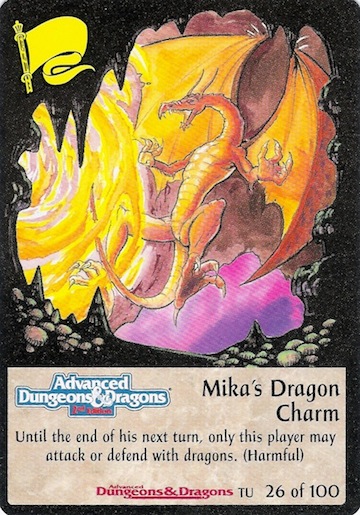 Advanced
Dungeons&Dragons®
2nd Edition
Mika's Dragon
Charm
Until the end of his next turn, only this player may
attack or defend with dragons. (Harmful)
Advanced
Dungeons&Dragons TU 26 of 100